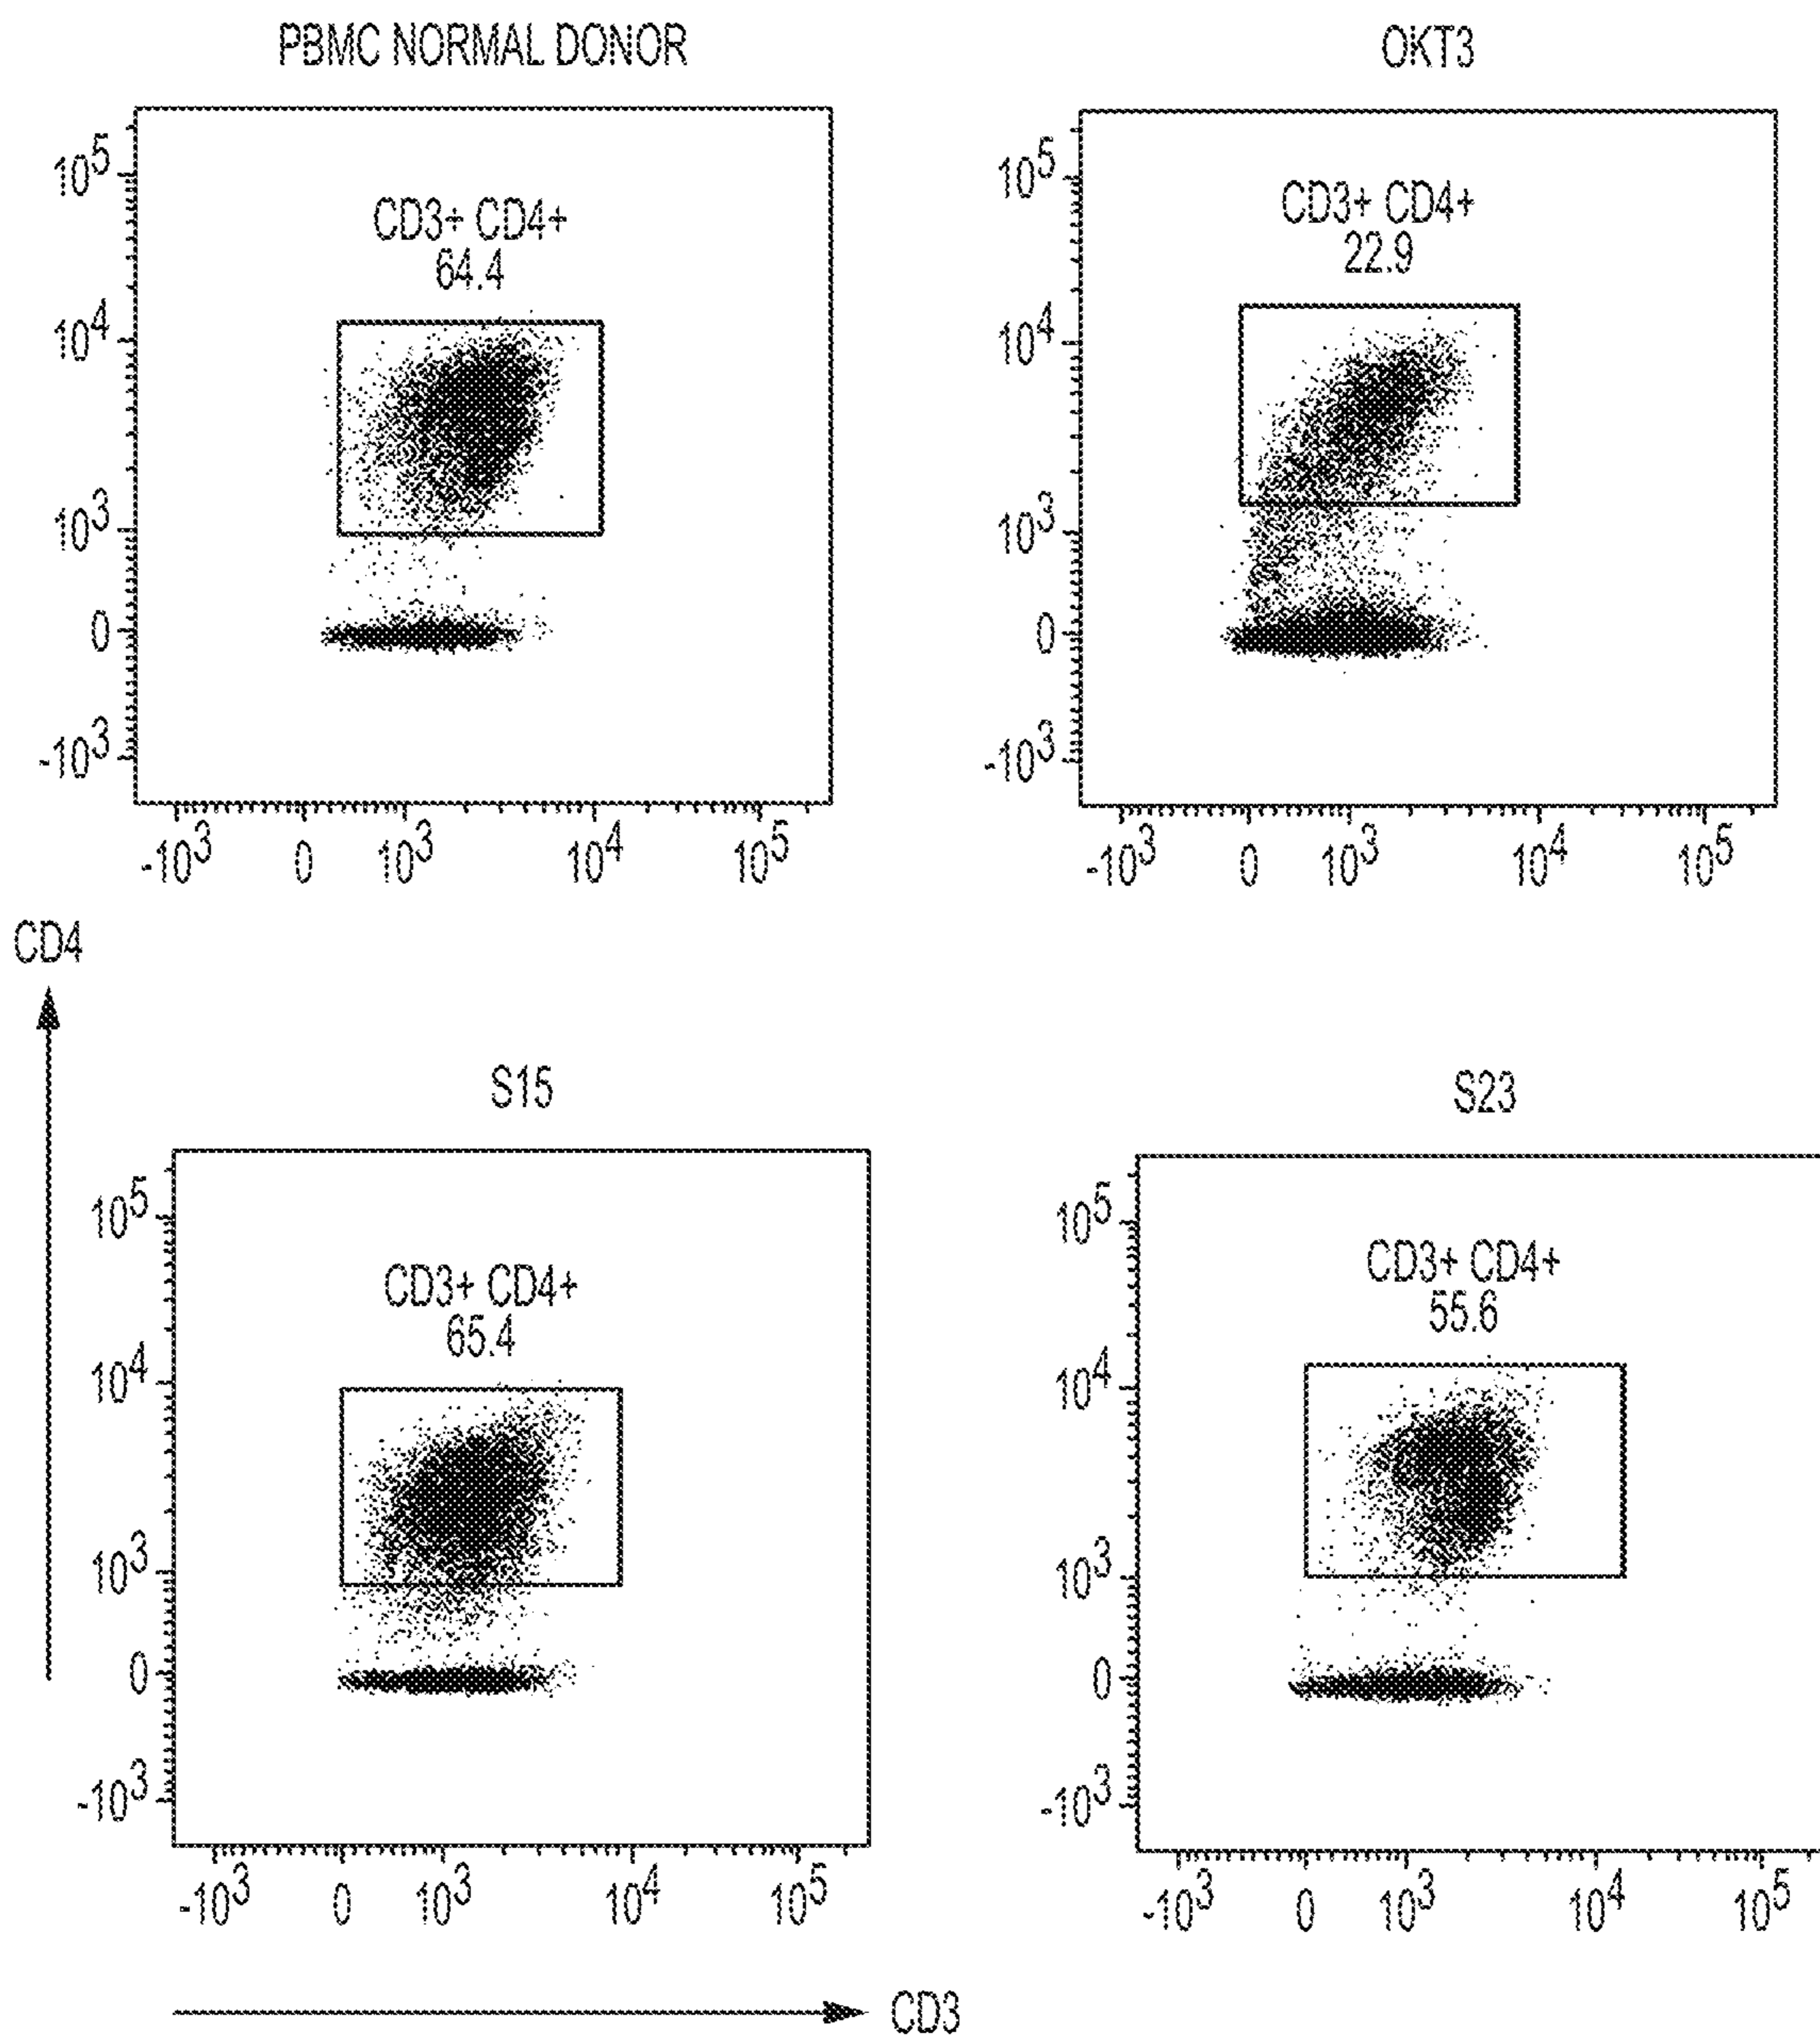 PBMC NORMAL DONOR
10^5
10^4
10^3
0
-10^3
CD3+ CD4+
64.4
-10^3 0 10^3 10^4 10^5
OKT3
10^5
10^4
10^3
0
-10^3
CD3+ CD4+
22.9
-10^3 0 10^3 10^4 10^5
CD4
S15
10^5
10^4
10^3
0
-10^3
CD3+ CD4+
65.4
-10^3 0 10^3 10^4 10^5
S23
10^5
10^4
10^3
0
-10^3
CD3+ CD4+
55.6
-10^3 0 10^3 10^4 10^5
CD3